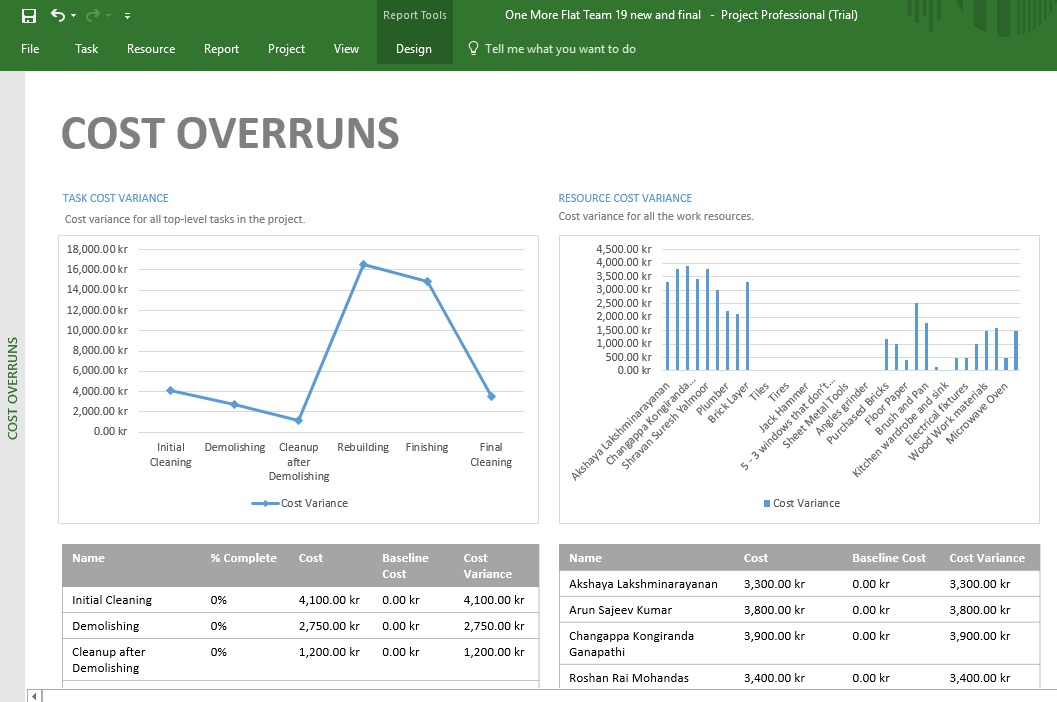 Report Tools
One More Flat Team 19 new and final - Project Professional (Trial)
File Task Resource Report Project View Design Tell me what you want to do
COST OVERRUNS
COST OVERRUNS
TASK COST VARIANCE
Cost variance for all top-level tasks in the project.
18,000.00 kr
16,000.00 kr
14,000.00 kr
12,000.00 kr
10,000.00 kr
8,000.00 kr
6,000.00 kr
4,000.00 kr
2,000.00 kr
0.00 kr
Initial Demolishing Cleanup Rebuilding Finishing Final
Cleaning after Cleaning
Demolishing
Cost Variance
RESOURCE COST VARIANCE
Cost variance for all the work resources.
4,500.00 kr
4,000.00 kr
3,500.00 kr
3,000.00 kr
2,500.00 kr
2,000.00 kr
1,500.00 kr
1,000.00 kr
500.00 kr
0.00 kr
Akshaya Lakshminarayanan
Changappa Kongiranda...
Shravan Suresh Yalmoor
Plumber
Brick Layer
Tiles
Tires
Jack Hammer
5 - 3 windows that don't...
Sheet Metal Tools
Angles grinder
Purchased Bricks
Floor Paper
Brush and Pan
Kitchen wardrobe and sink
Electrical fixtures
Wood Work materials
Microwave Oven
Cost Variance
Name % Complete Cost Baseline Cost
Cost Variance
Initial Cleaning 0% 4,100.00 kr 0.00 kr 4,100.00 kr
Demolishing 0% 2,750.00 kr 0.00 kr 2,750.00 kr
Cleanup after 0% 1,200.00 kr 0.00 kr 1,200.00 kr
Demolishing
Name Cost Baseline Cost Cost Variance
Akshaya Lakshminarayanan 3,300.00 kr 0.00 kr 3,300.00 kr
Arun Sajeev Kumar 3,800.00 kr 0.00 kr 3,800.00 kr
Changappa Kongiranda 3,900.00 kr 0.00 kr 3,900.00 kr
Ganapathi
Roshan Rai Mohandas 3,400.00 kr 0.00 kr 3,400.00 kr